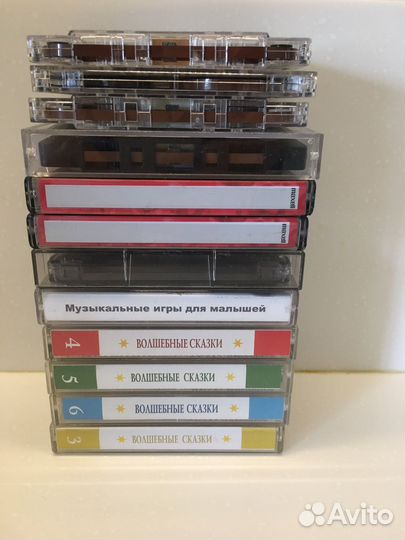 maxell
maxell
Музыкальные игры для малышей
4 ВОЛШЕБНЫЕ СКАЗКИ
5 ВОЛШЕБНЫЕ СКАЗКИ
6 ВОЛШЕБНЫЕ СКАЗКИ
3 ВОЛШЕБНЫЕ СКАЗКИ
Avito